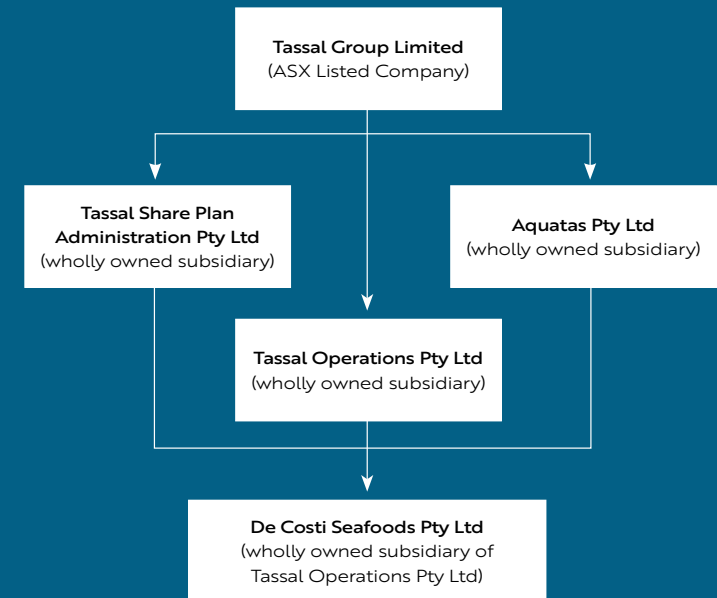 Tassal Group Limited
(ASX Listed Company)
Tassal Share Plan
Administration Pty Ltd
(wholly owned subsidiary)
Aquatas Pty Ltd
(wholly owned subsidiary)
Tassal Operations Pty Ltd
(wholly owned subsidiary)
De Costi Seafoods Pty Ltd
(wholly owned subsidiary of
Tassal Operations Pty Ltd)